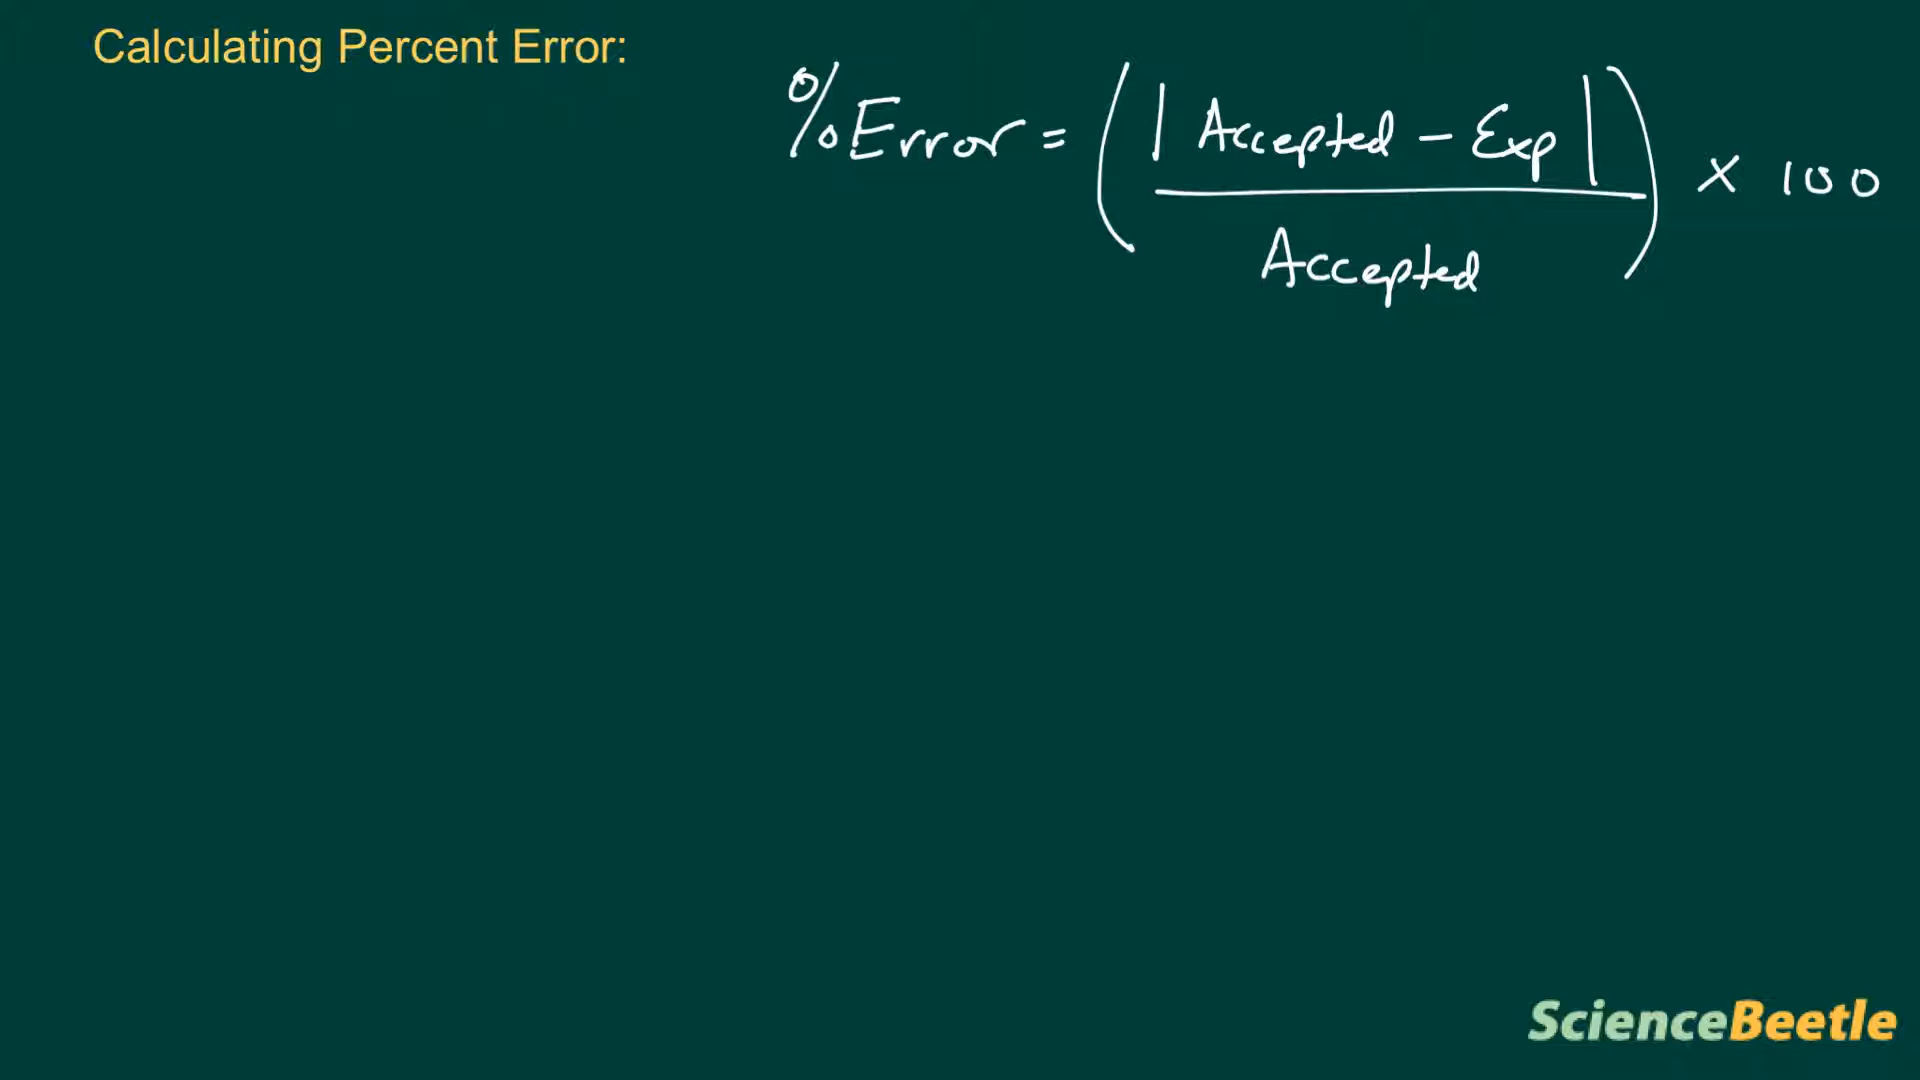 Calculating Percent Error:
%Error = ( | Accepted - Exp | ) x 100
Accepted
ScienceBeetle